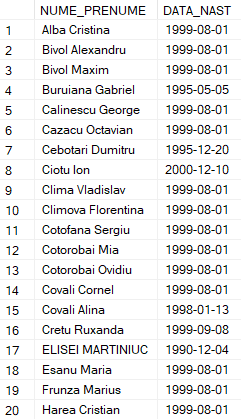 NUME_PRENUME DATA_NAST
1 Alba Cristina 1999-08-01
2 Bivol Alexandru 1999-08-01
3 Bivol Maxim 1999-08-01
4 Buruiana Gabriel 1995-05-05
5 Calinescu George 1999-08-01
6 Cazacu Octavian 1999-08-01
7 Cebotari Dumitru 1995-12-20
8 Ciotu Ion 2000-12-10
9 Clima Vladislav 1999-08-01
10 Climova Florentina 1999-08-01
11 Cotofana Sergiu 1999-08-01
12 Cotorobai Mia 1999-08-01
13 Cotorobai Ovidiu 1999-08-01
14 Covali Cornel 1999-08-01
15 Covali Alina 1998-01-13
16 Cretu Ruxanda 1999-09-08
17 ELISEI MARTINIUC 1990-12-04
18 Esanu Maria 1999-08-01
19 Frunza Marius 1999-08-01
20 Harea Cristian 1999-08-01